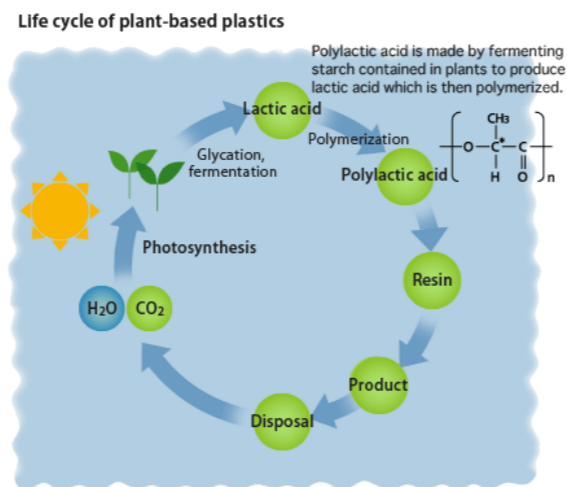 Life cycle of plant-based plastics
Polylactic acid is made by fermenting
starch contained in plants to produce
lactic acid which is then polymerized.
Lactic acid
Polymerization
CH3
O C* C
H O n
Glycation,
fermentation
Polylactic acid
Photosynthesis
Resin
H2O CO2
Product
Disposal